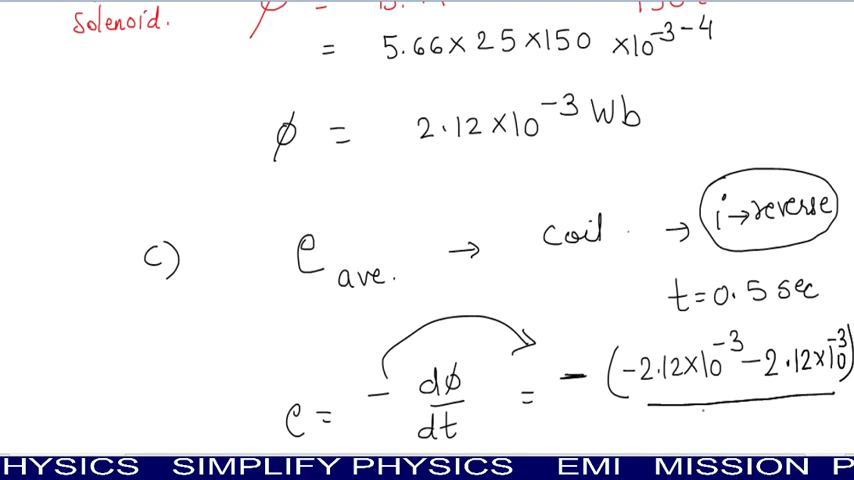 Solenoid.
= 5.66 × 25 × 150 × 10^-3-4
φ = 2.12 × 10^-3 Wb
c) e ave. → coil. → i → reverse
t = 0.5 sec
e = - dφ/dt = - (-2.12 × 10^-3 - 2.12 × 10^-3)
HYSICS SIMPLIFY PHYSICS EMI MISSION P